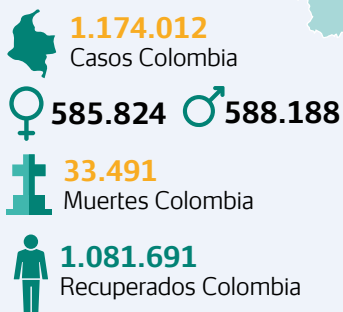 1.174.012
Casos Colombia
585.824 588.188
33.491
Muertes Colombia
1.081.691
Recuperados Colombia